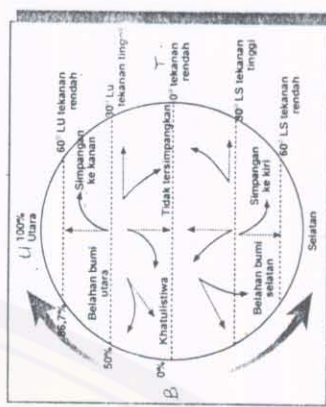 U
100%
Utara
86,7%
60° LU tekanan
rendah
Simpangan
ke kanan
Belahan bumi
utara
50%
30° Lu
tekanan tinggi
T
B
0%
Khatulistiwa
Tidak tersimpangkan
0° tekanan
rendah
30° LS tekanan
tinggi
Belahan bumi
selatan
Simpangan
ke kiri
60° LS tekanan
rendah
Selatan